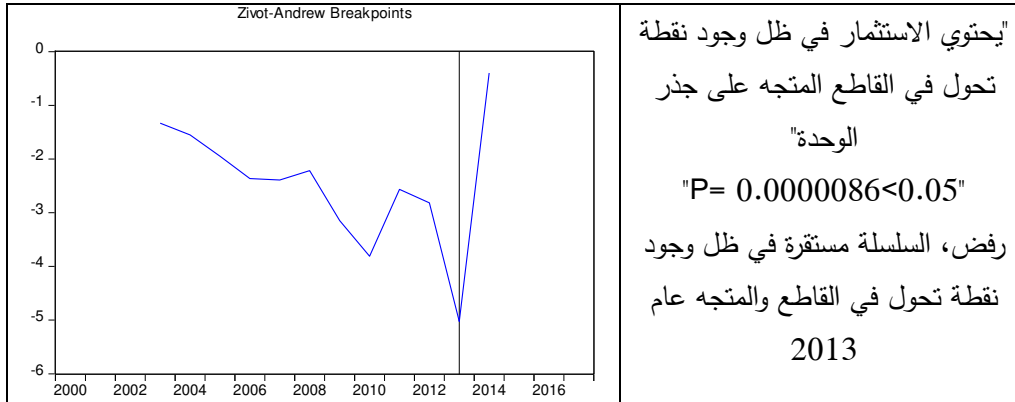 Zivot-Andrew Breakpoints
0
-1
-2
-3
-4
-5
-6
2000 2002 2004 2006 2008 2010 2012 2014 2016
"يحتوي الاستثمار في ظل وجود نقطة
تحول في القاطع المتجه على جذر
الوحدة"
"P= 0.0000086<0.05"
رفض، السلسلة مستقرة في ظل وجود
نقطة تحول في القاطع والمتجه عام
2013